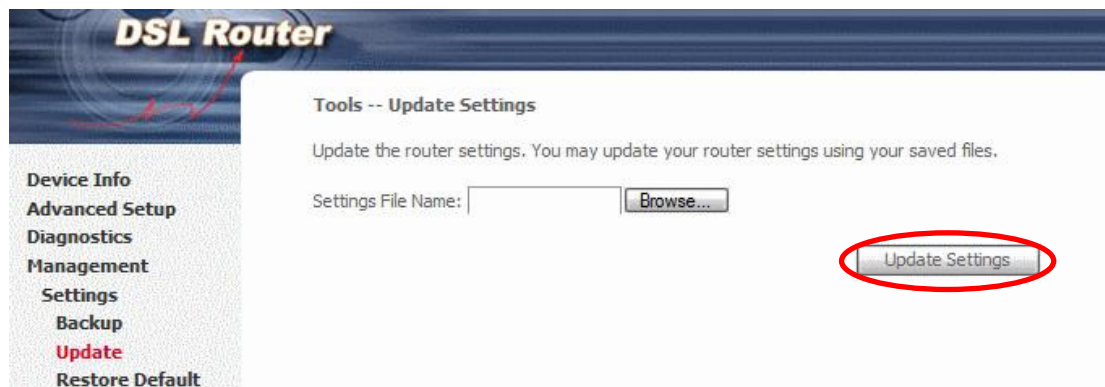 DSL Router
Tools -- Update Settings
Update the router settings. You may update your router settings using your saved files.
Settings File Name:
Browse...
Update Settings
Device Info
Advanced Setup
Diagnostics
Management
Settings
Backup
Update
Restore Default